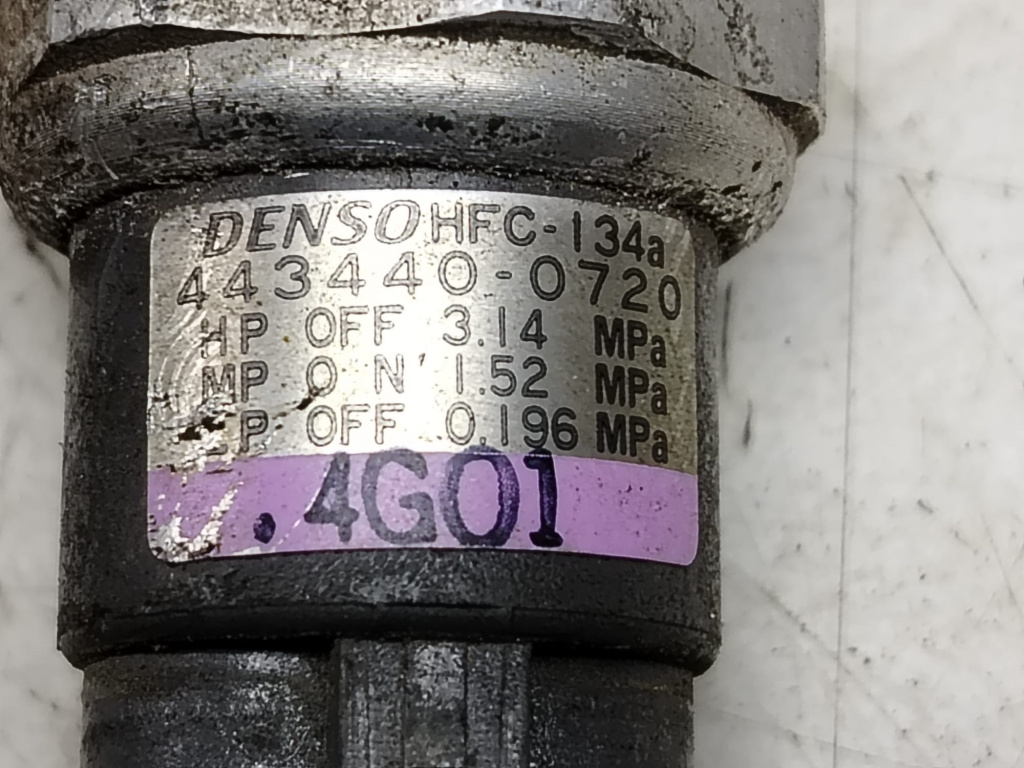 DENSO HFC-134a
443440-0720
HP OFF 3.14 MPa
MP ON 1.52 MPa
P OFF 0.196 MPa
.4G01